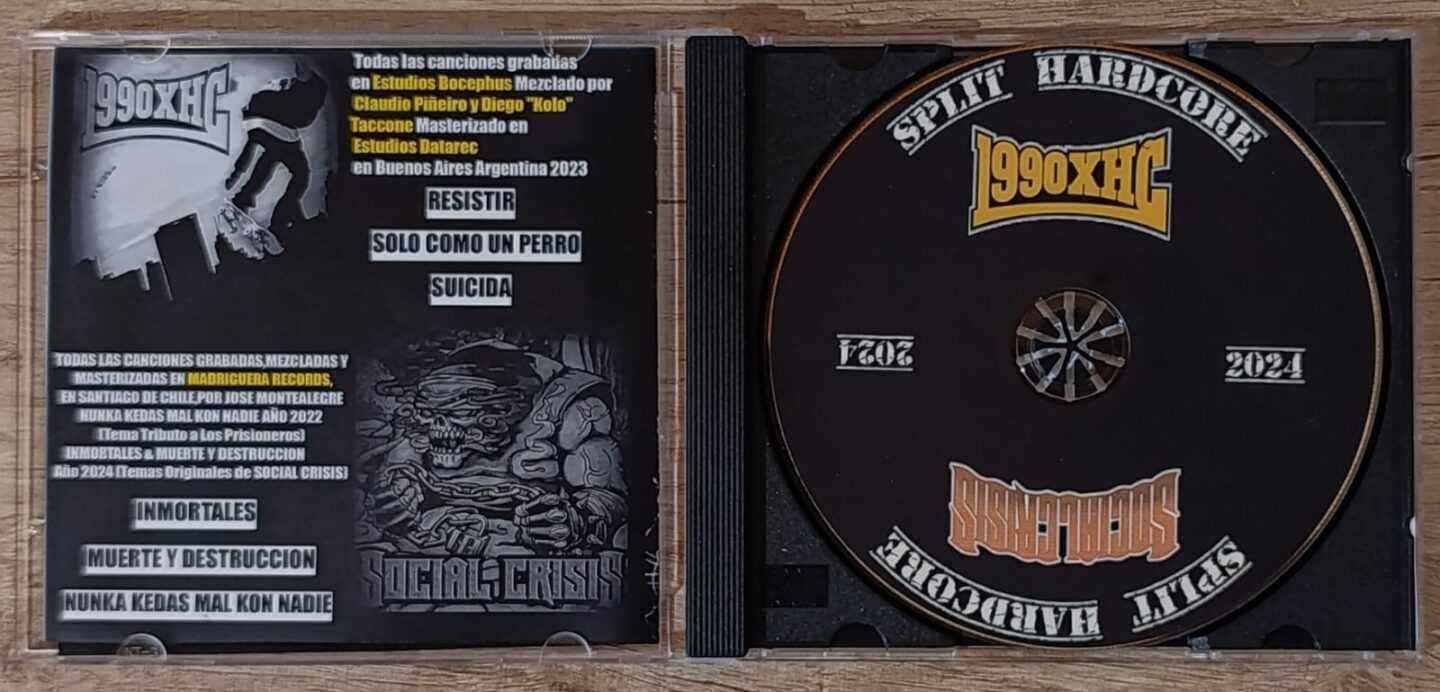 1990XHC
Todas las canciones grabadas
en Estudios Bocephus Mezclado por
Claudio Piñeiro y Diego "Kolo"
Taccone Masterizado en
Estudios Datarec
en Buenos Aires Argentina 2023
RESISTIR
SOLO COMO UN PERRO
SUICIDA
TODAS LAS CANCIONES GRABADAS,MEZCLADAS Y
MASTERIZADAS EN MADRIGUERA RECORDS,
EN SANTIAGO DE CHILE,POR JOSE MONTEALEGRE
NUNKA KEDAS MAL KON NADIE AÑO 2022
(Tema Tributo a Los Prisioneros)
INMORTALES & MUERTE Y DESTRUCCION
Año 2024 (Temas Originales de SOCIAL CRISIS)
INMORTALES
MUERTE Y DESTRUCCION
NUNKA KEDAS MAL KON NADIE
SOCIAL CRISIS
SPLIT HARDCORE
1990XHC
2024
2024
SOCIAL CRISIS
SPLIT HARDCORE